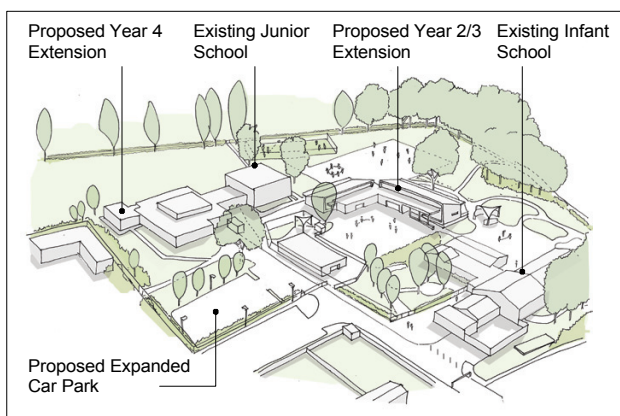 Proposed Year 4
Extension
Existing Junior
School
Proposed Year 2/3
Extension
Existing Infant
School
Proposed Expanded
Car Park